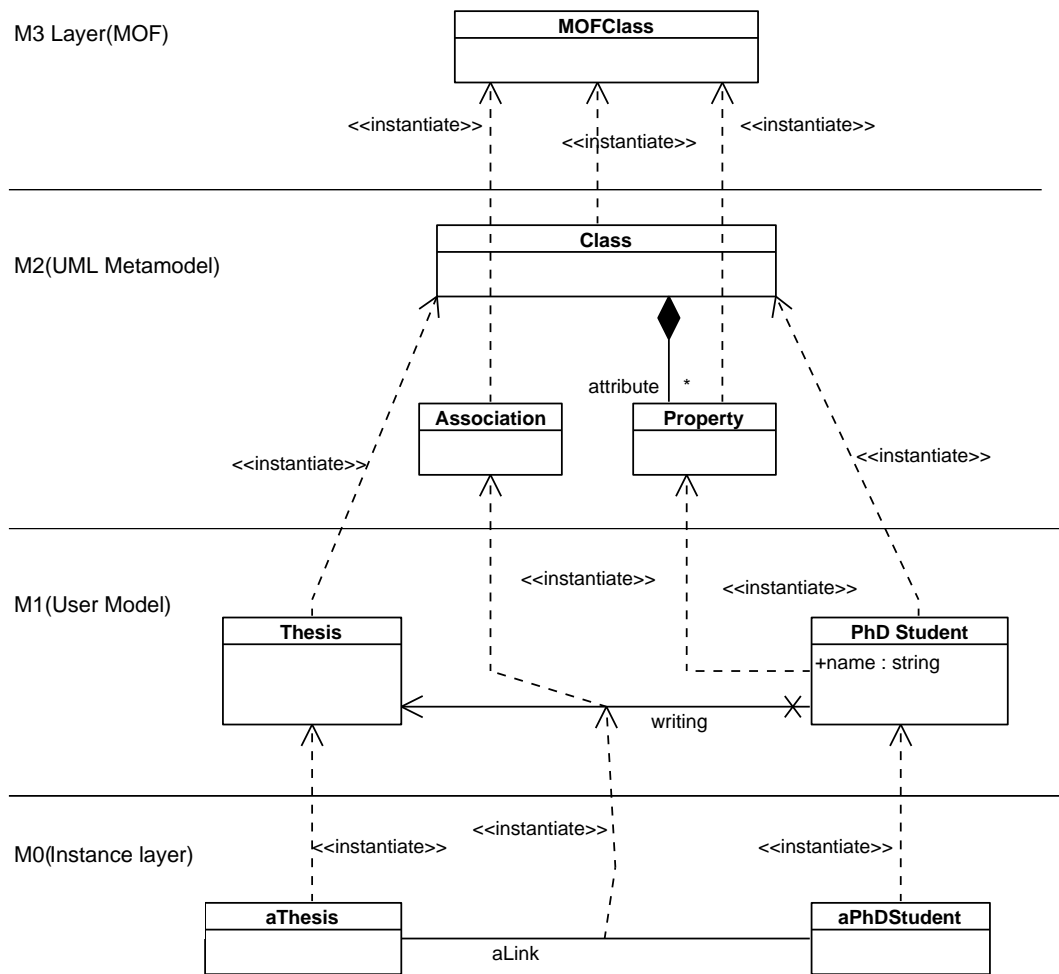 M3 Layer(MOF)
MOFClass
<<instantiate>>
<<instantiate>>
<<instantiate>>
M2(UML Metamodel)
Class
attribute
*
Association
Property
<<instantiate>>
<<instantiate>>
M1(User Model)
<<instantiate>>
<<instantiate>>
Thesis
PhD Student
+name : string
writing
M0(Instance layer)
<<instantiate>>
<<instantiate>>
<<instantiate>>
aThesis
aPhDStudent
aLink